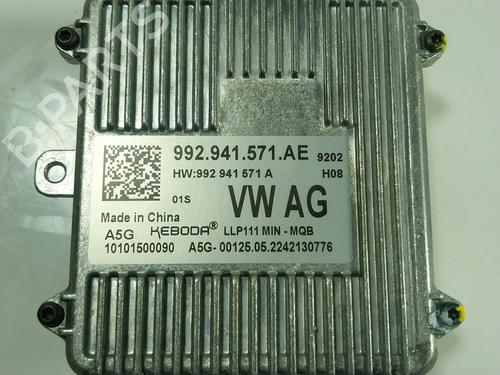 992.941.571.AE 9202
HW:992 941 571 A H08
01S VW AG
Made in China
A5G KEBODA® LLP111 MIN - MQB
10101500090 A5G- 00125.05.2242130776
B-PARTS